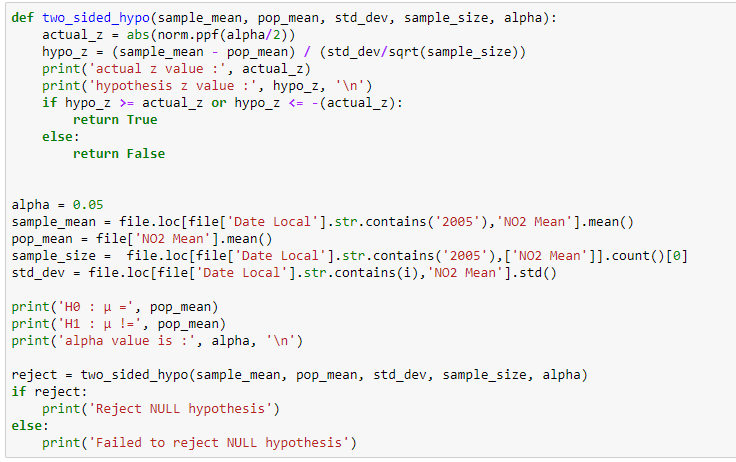 def two_sided_hypo(sample_mean, pop_mean, std_dev, sample_size, alpha):
    actual_z = abs(norm.ppf(alpha/2))
    hypo_z = (sample_mean - pop_mean) / (std_dev/sqrt(sample_size))
    print('actual z value :', actual_z)
    print('hypothesis z value :', hypo_z, '\n')
    if hypo_z >= actual_z or hypo_z <= -(actual_z):
        return True
    else:
        return False
alpha = 0.05
sample_mean = file.loc[file['Date Local'].str.contains('2005'),'NO2 Mean'].mean()
pop_mean = file['NO2 Mean'].mean()
sample_size =  file.loc[file['Date Local'].str.contains('2005'),['NO2 Mean']].count()[0]
std_dev = file.loc[file['Date Local'].str.contains(i),'NO2 Mean'].std()
print('H0 : μ =', pop_mean)
print('H1 : μ !=', pop_mean)
print('alpha value is :', alpha, '\n')
reject = two_sided_hypo(sample_mean, pop_mean, std_dev, sample_size, alpha)
if reject:
    print('Reject NULL hypothesis')
else:
    print('Failed to reject NULL hypothesis')